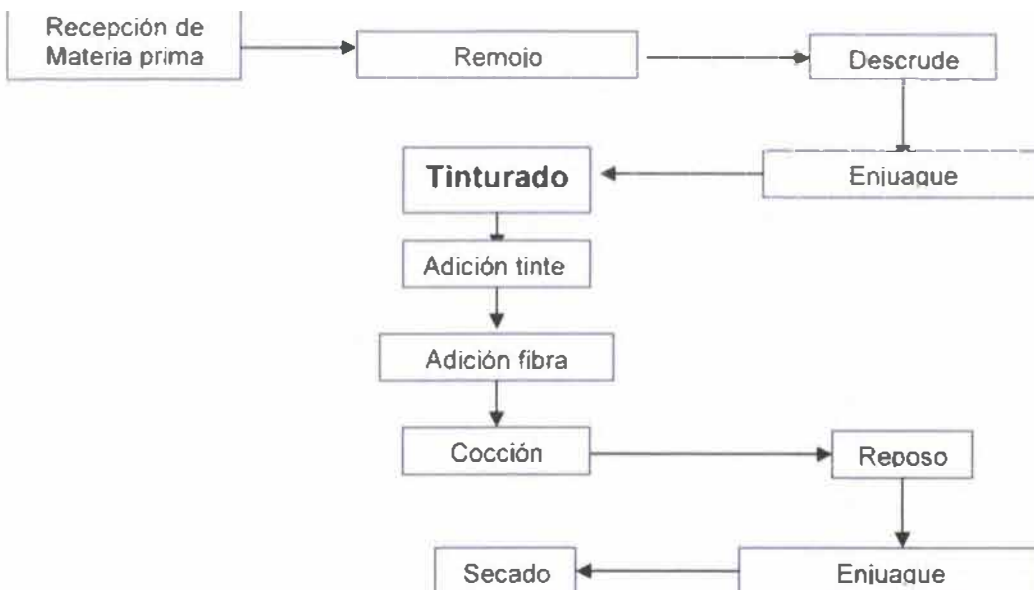 Recepción de
Materia prima
Remojo
Descrude
Enjuague
Tinturado
Adición tinte
Adición fibra
Cocción
Reposo
Enjuague
Secado